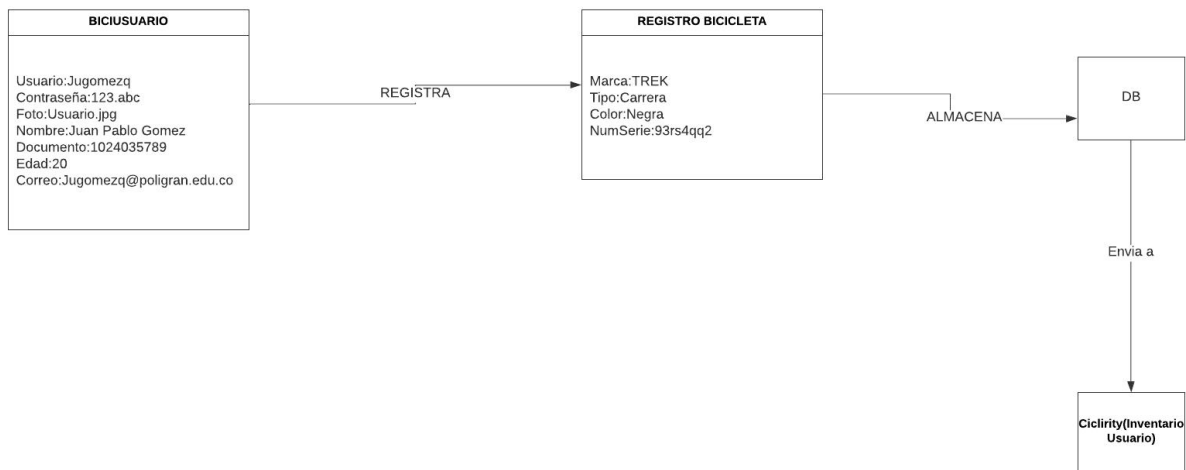 BICIUSUARIO
Usuario:Jugomezq
Contraseña:123.abc
Foto:Usuario.jpg
Nombre:Juan Pablo Gomez
Documento:1024035789
Edad:20
Correo:Jugomezq@poligran.edu.co
REGISTRA
REGISTRO BICICLETA
Marca:TREK
Tipo:Carrera
Color:Negra
NumSerie:93rs4qq2
ALMACENA
DB
Envia a
Ciclirity(Inventario
Usuario)